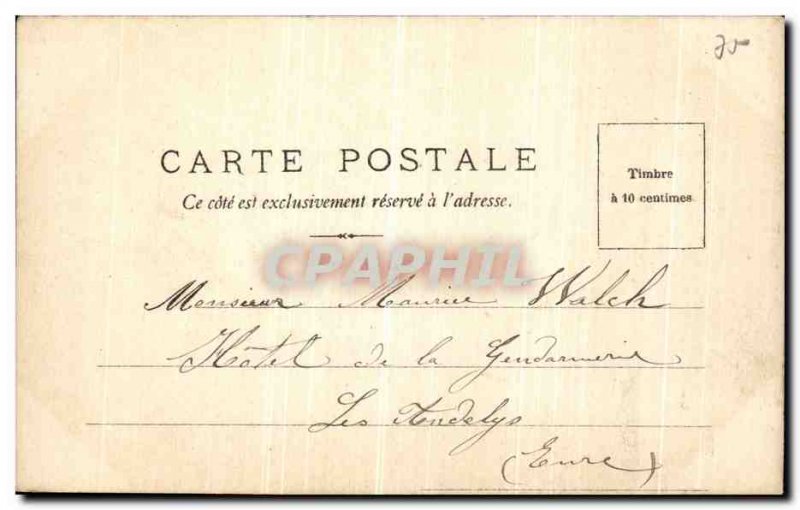 75
CARTE POSTALE
Timbre
à 10 centimes
Ce côté est exclusivement réservé à l'adresse.
CPAPHIL
Monsieur Maurice Walch
Hôtel de la Gendarmerie
Les Andelys
(Eure)